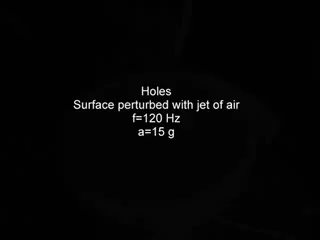 Holes
Surface perturbed with jet of air
f=120 Hz
a=15 g